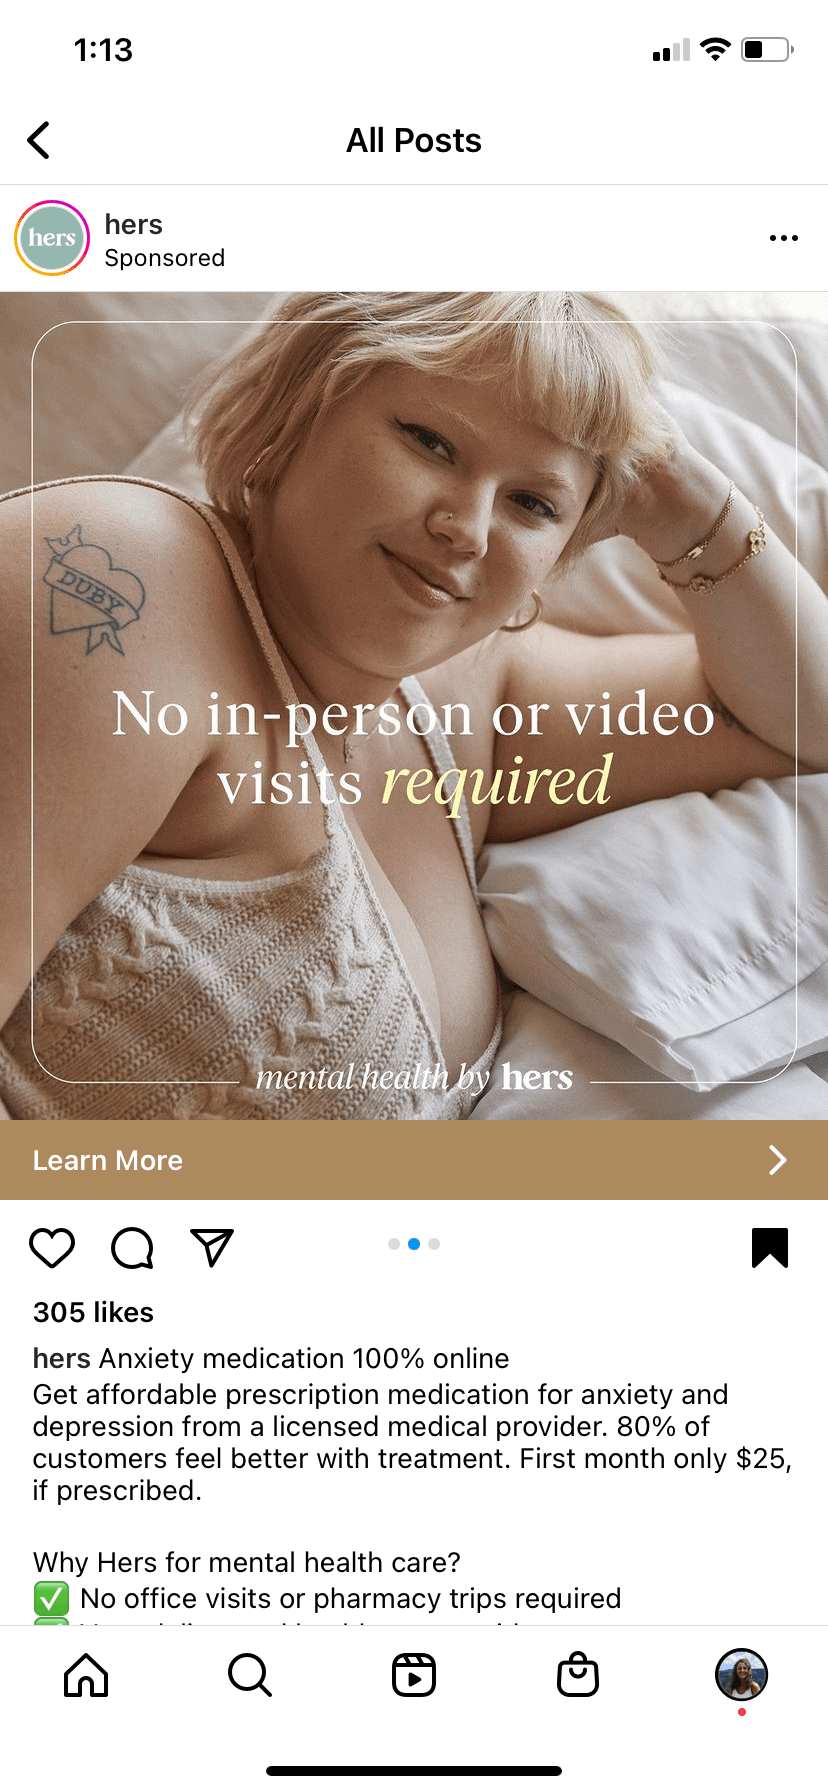 1:13
All Posts
hers
hers
Sponsored
DUBY
No in-person or video
visits required
mental health by hers
Learn More
305 likes
hers Anxiety medication 100% online
Get affordable prescription medication for anxiety and
depression from a licensed medical provider. 80% of
customers feel better with treatment. First month only $25,
if prescribed.
Why Hers for mental health care?
✅ No office visits or pharmacy trips required